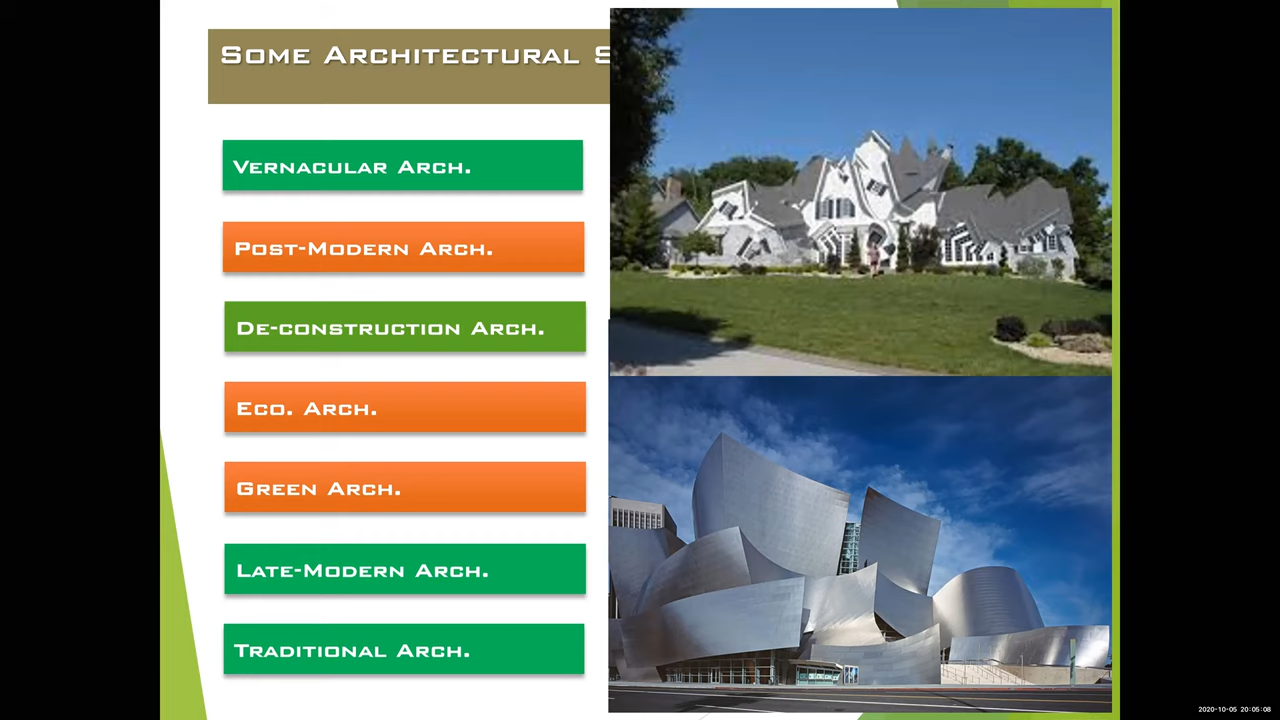 SOME ARCHITECTURAL S
VERNACULAR ARCH.
POST-MODERN ARCH.
DE-CONSTRUCTION ARCH.
ECO. ARCH.
GREEN ARCH.
LATE-MODERN ARCH.
TRADITIONAL ARCH.
2020-10-05 20:05:08